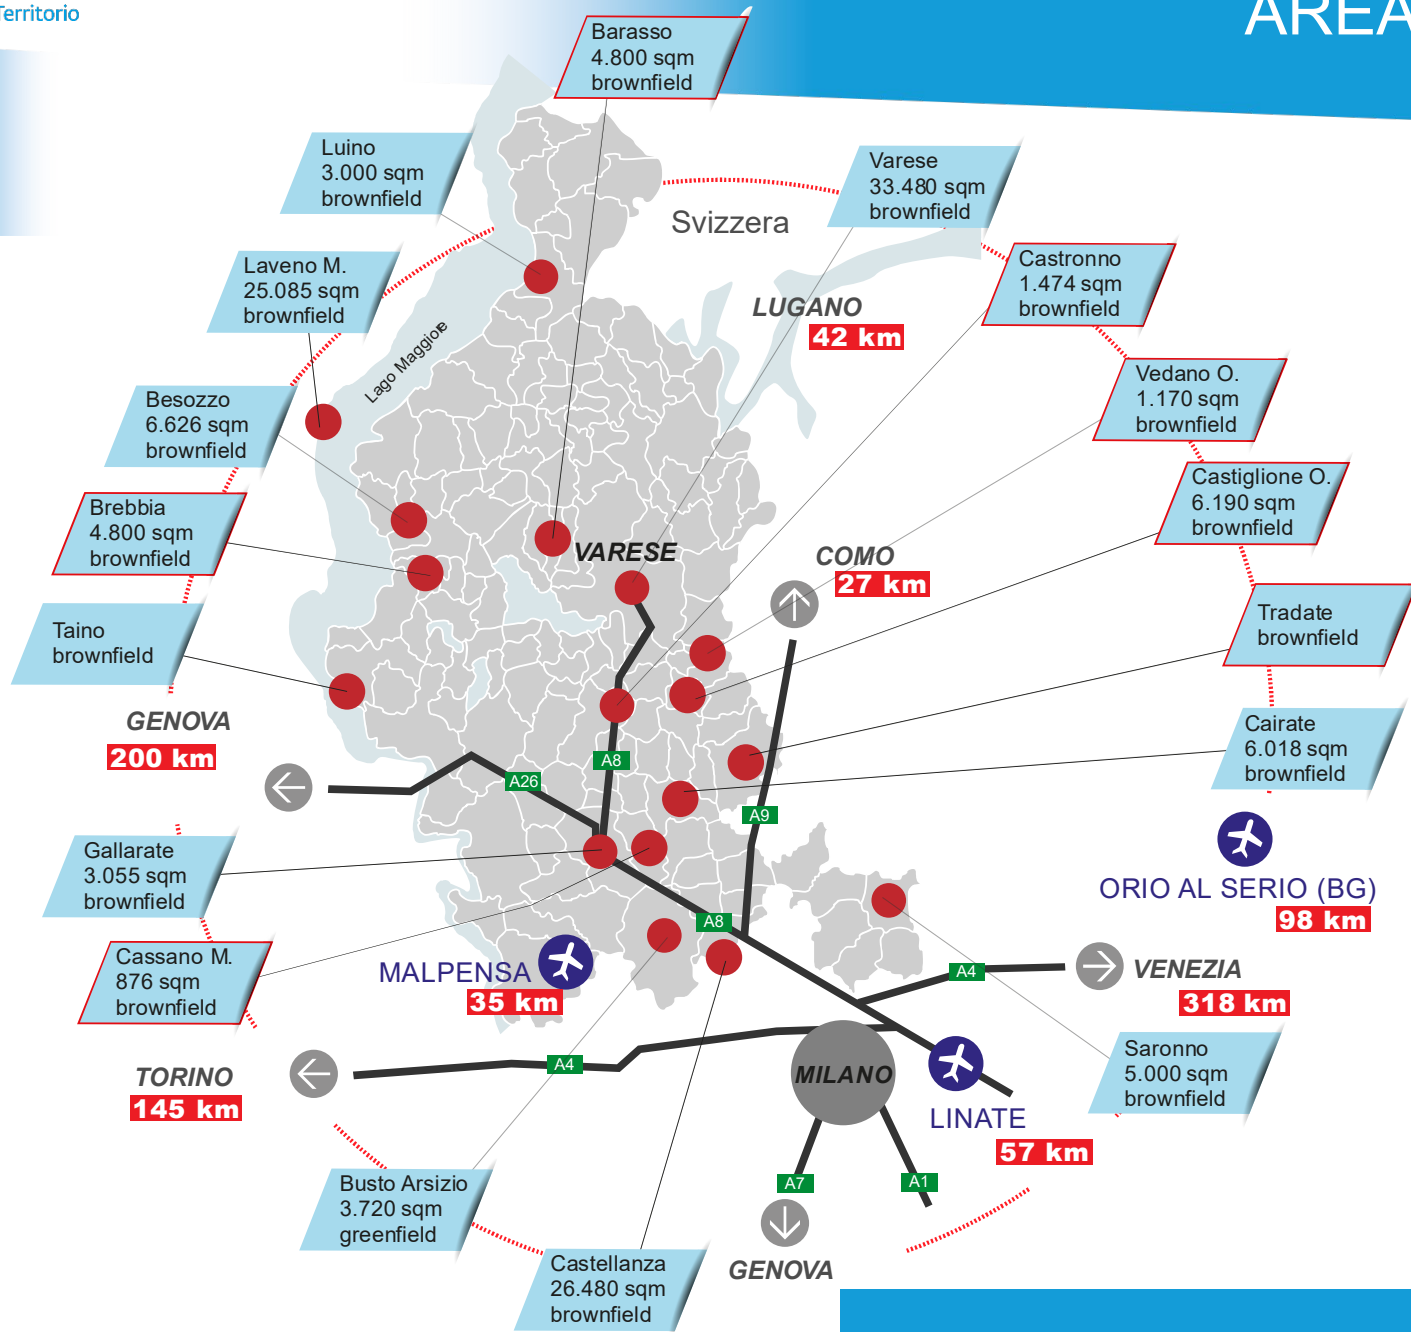 Territorio
AREA
Barasso
4.800 sqm
brownfield
Luino
3.000 sqm
brownfield
Varese
33.480 sqm
brownfield
Svizzera
Laveno M.
25.085 sqm
brownfield
Castronno
1.474 sqm
brownfield
LUGANO
42 km
Lago Maggiore
Vedano O.
1.170 sqm
brownfield
Besozzo
6.626 sqm
brownfield
Castiglione O.
6.190 sqm
brownfield
Brebbia
4.800 sqm
brownfield
VARESE
COMO
27 km
Taino
brownfield
Tradate
brownfield
GENOVA
200 km
Cairate
6.018 sqm
brownfield
A8
A26
A9
Gallarate
3.055 sqm
brownfield
ORIO AL SERIO (BG)
98 km
A8
Cassano M.
876 sqm
brownfield
MALPENSA
35 km
A4
VENEZIA
318 km
TORINO
145 km
A4
MILANO
LINATE
57 km
Saronno
5.000 sqm
brownfield
Busto Arsizio
3.720 sqm
greenfield
A7
A1
GENOVA
Castellanza
26.480 sqm
brownfield